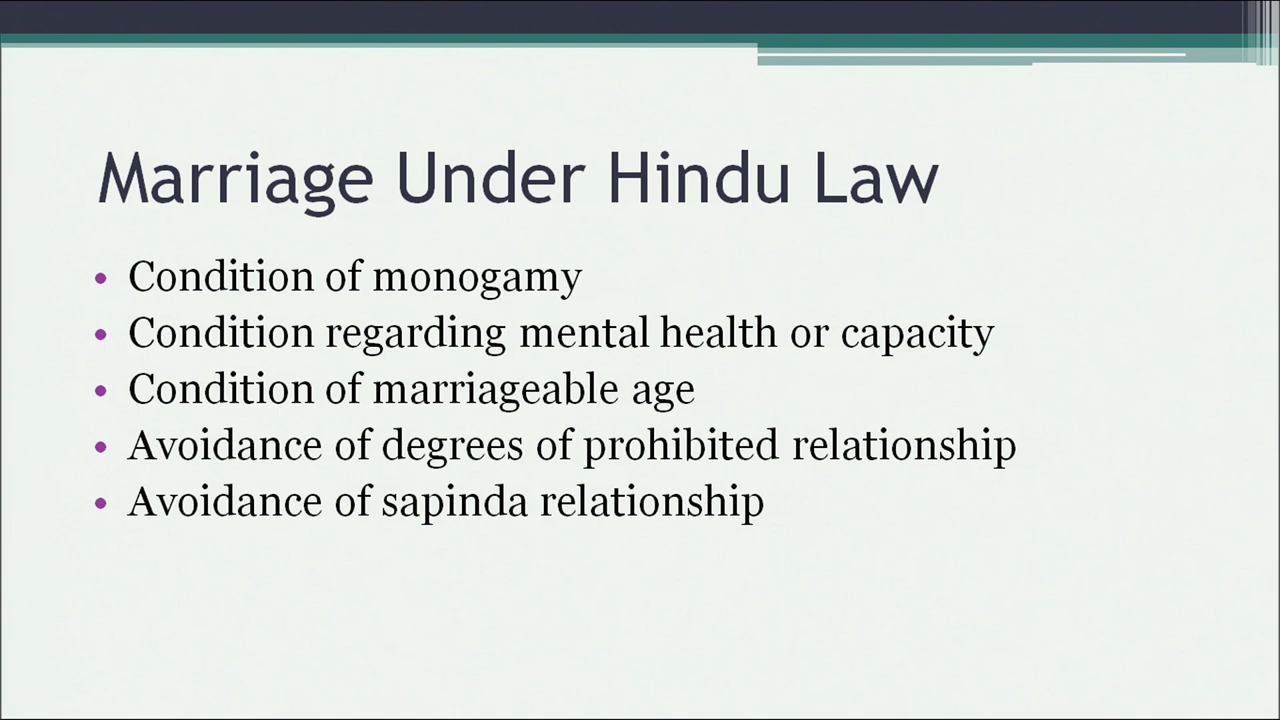 Marriage Under Hindu Law
• Condition of monogamy
• Condition regarding mental health or capacity
• Condition of marriageable age
• Avoidance of degrees of prohibited relationship
• Avoidance of sapinda relationship